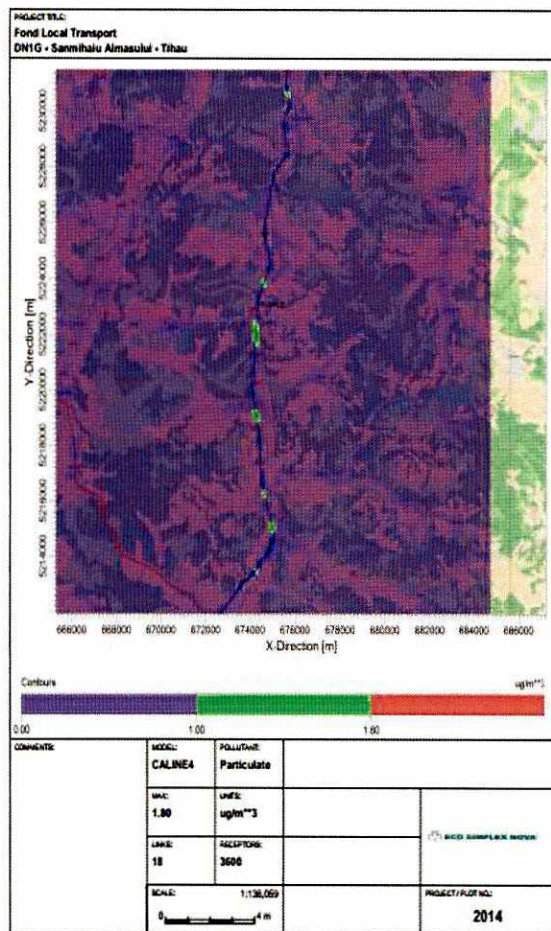 PROJECT TITLE:
Fond Local Transport
DN1G - Sanmihaiu Almasului - Tihau
Y-Direction [m]
5230000
5228000
5226000
5224000
5222000
5220000
5218000
5216000
5214000
666000 668000 670000 672000 674000 676000 678000 680000 682000 684000 686000
X-Direction [m]
Contours ug/m**3
0.00 1.00 1.80
COMMENTS:
MODEL:
CALINE4
POLLUTANT:
Particulate
MAX:
1.80
UNITS:
ug/m**3
LINKS:
18
RECEPTORS:
3600
ECO SIMPLEX NOVA
SCALE: 1:136,059
0 4 m
PROJECT/PLOT NO.:
2014